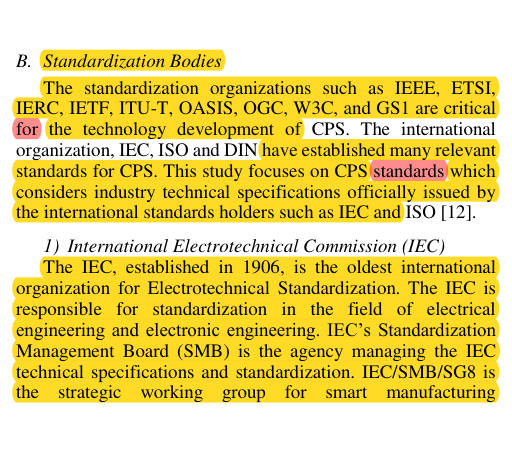 B. Standardization Bodies
The standardization organizations such as IEEE, ETSI,
IERC, IETF, ITU-T, OASIS, OGC, W3C, and GS1 are critical
for the technology development of CPS. The international
organization, IEC, ISO and DIN have established many relevant
standards for CPS. This study focuses on CPS standards which
considers industry technical specifications officially issued by
the international standards holders such as IEC and ISO [12].
1) International Electrotechnical Commission (IEC)
The IEC, established in 1906, is the oldest international
organization for Electrotechnical Standardization. The IEC is
responsible for standardization in the field of electrical
engineering and electronic engineering. IEC's Standardization
Management Board (SMB) is the agency managing the IEC
technical specifications and standardization. IEC/SMB/SG8 is
the strategic working group for smart manufacturing